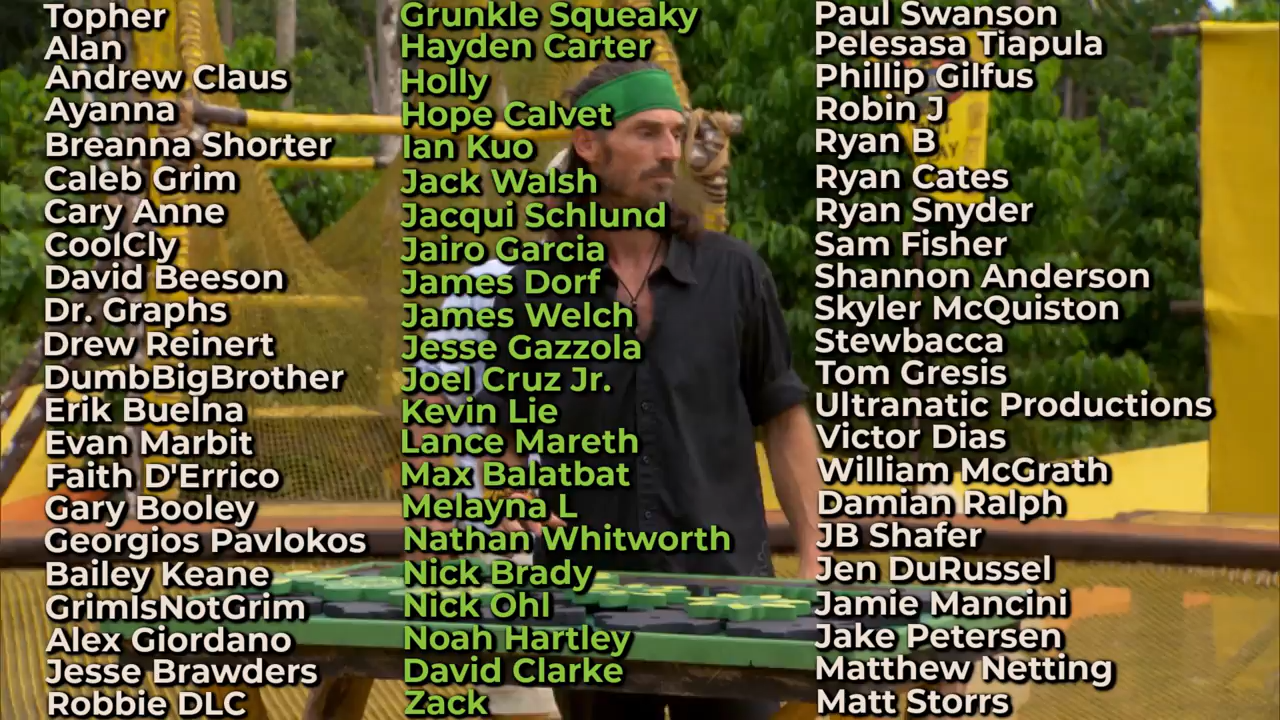 Topher
Alan
Andrew Claus
Ayanna
Breanna Shorter
Caleb Grim
Cary Anne
CoolCly
David Beeson
Dr. Graphs
Drew Reinert
DumbBigBrother
Erik Buelna
Evan Marbit
Faith D'Errico
Gary Booley
Georgios Pavlokos
Bailey Keane
GrimIsNotGrim
Alex Giordano
Jesse Brawders
Robbie DLC
Grunkle Squeaky
Hayden Carter
Holly
Hope Calvet
Ian Kuo
Jack Walsh
Jacqui Schlund
Jairo Garcia
James Dorf
James Welch
Jesse Gazzola
Joel Cruz Jr.
Kevin Lie
Lance Mareth
Max Balatbat
Melayna L
Nathan Whitworth
Nick Brady
Nick Ohl
Noah Hartley
David Clarke
Zack
Paul Swanson
Pelesasa Tiapula
Phillip Gilfus
Robin J
Ryan B
Ryan Cates
Ryan Snyder
Sam Fisher
Shannon Anderson
Skyler McQuiston
Stewbacca
Tom Gresis
Ultranatic Productions
Victor Dias
William McGrath
Damian Ralph
JB Shafer
Jen DuRussel
Jamie Mancini
Jake Petersen
Matthew Netting
Matt Storrs